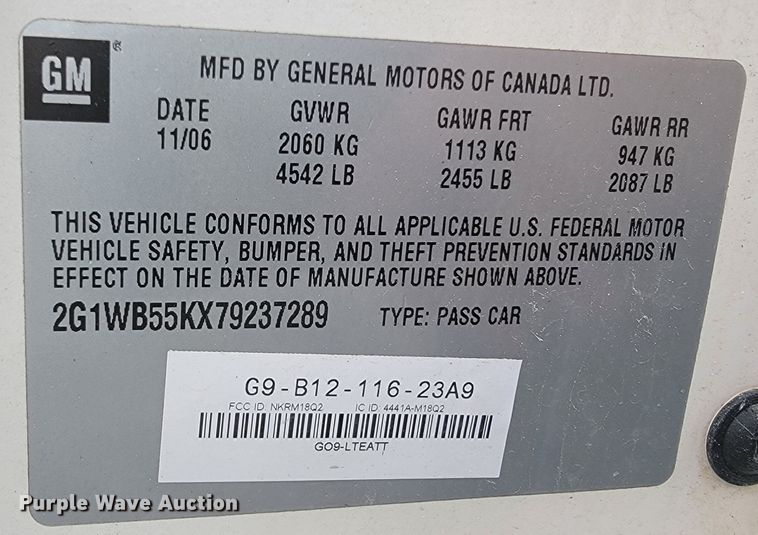 GM ®
MFD BY GENERAL MOTORS OF CANADA LTD.
DATE GVWR GAWR FRT GAWR RR
11/06 2060 KG 1113 KG 947 KG
4542 LB 2455 LB 2087 LB
THIS VEHICLE CONFORMS TO ALL APPLICABLE U.S. FEDERAL MOTOR
VEHICLE SAFETY, BUMPER, AND THEFT PREVENTION STANDARDS IN
EFFECT ON THE DATE OF MANUFACTURE SHOWN ABOVE.
2G1WB55KX79237289 TYPE: PASS CAR
G9-B12-116-23A9
FCC ID: NKRM18Q2 IC ID: 4441A-M18Q2
GO9-LTEATT
Purple Wave Auction